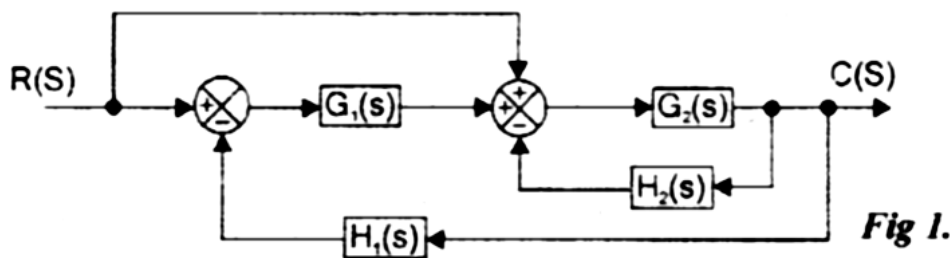 R(S)
+
−
G₁(s)
+
+
−
G₂(s)
C(S)
H₂(s)
H₁(s)
Fig 1.